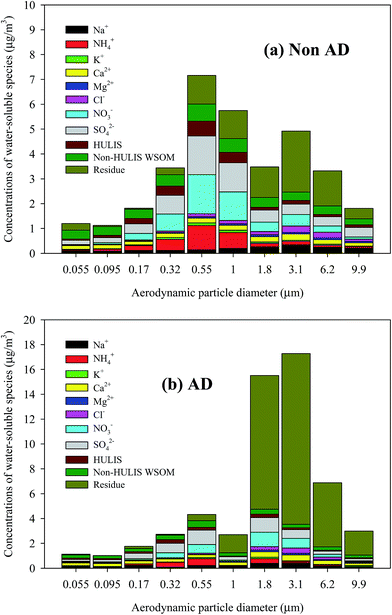 Concentrations of water-soluble species (μg/m³)
10
9
8
7
6
5
4
3
2
1
0
(a) Non AD
Na⁺
NH₄⁺
K⁺
Ca²⁺
Mg²⁺
Cl⁻
NO₃⁻
SO₄²⁻
HULIS
Non-HULIS WSOM
Residue
0.055 0.095 0.17 0.32 0.55 1 1.8 3.1 6.2 9.9
Aerodynamic particle diameter (μm)
Concentrations of water-soluble species (μg/m³)
20
18
16
14
12
10
8
6
4
2
0
(b) AD
Na⁺
NH₄⁺
K⁺
Ca²⁺
Mg²⁺
Cl⁻
NO₃⁻
SO₄²⁻
HULIS
Non-HULIS WSOM
Residue
0.055 0.095 0.17 0.32 0.55 1 1.8 3.1 6.2 9.9
Aerodynamic particle diameter (μm)